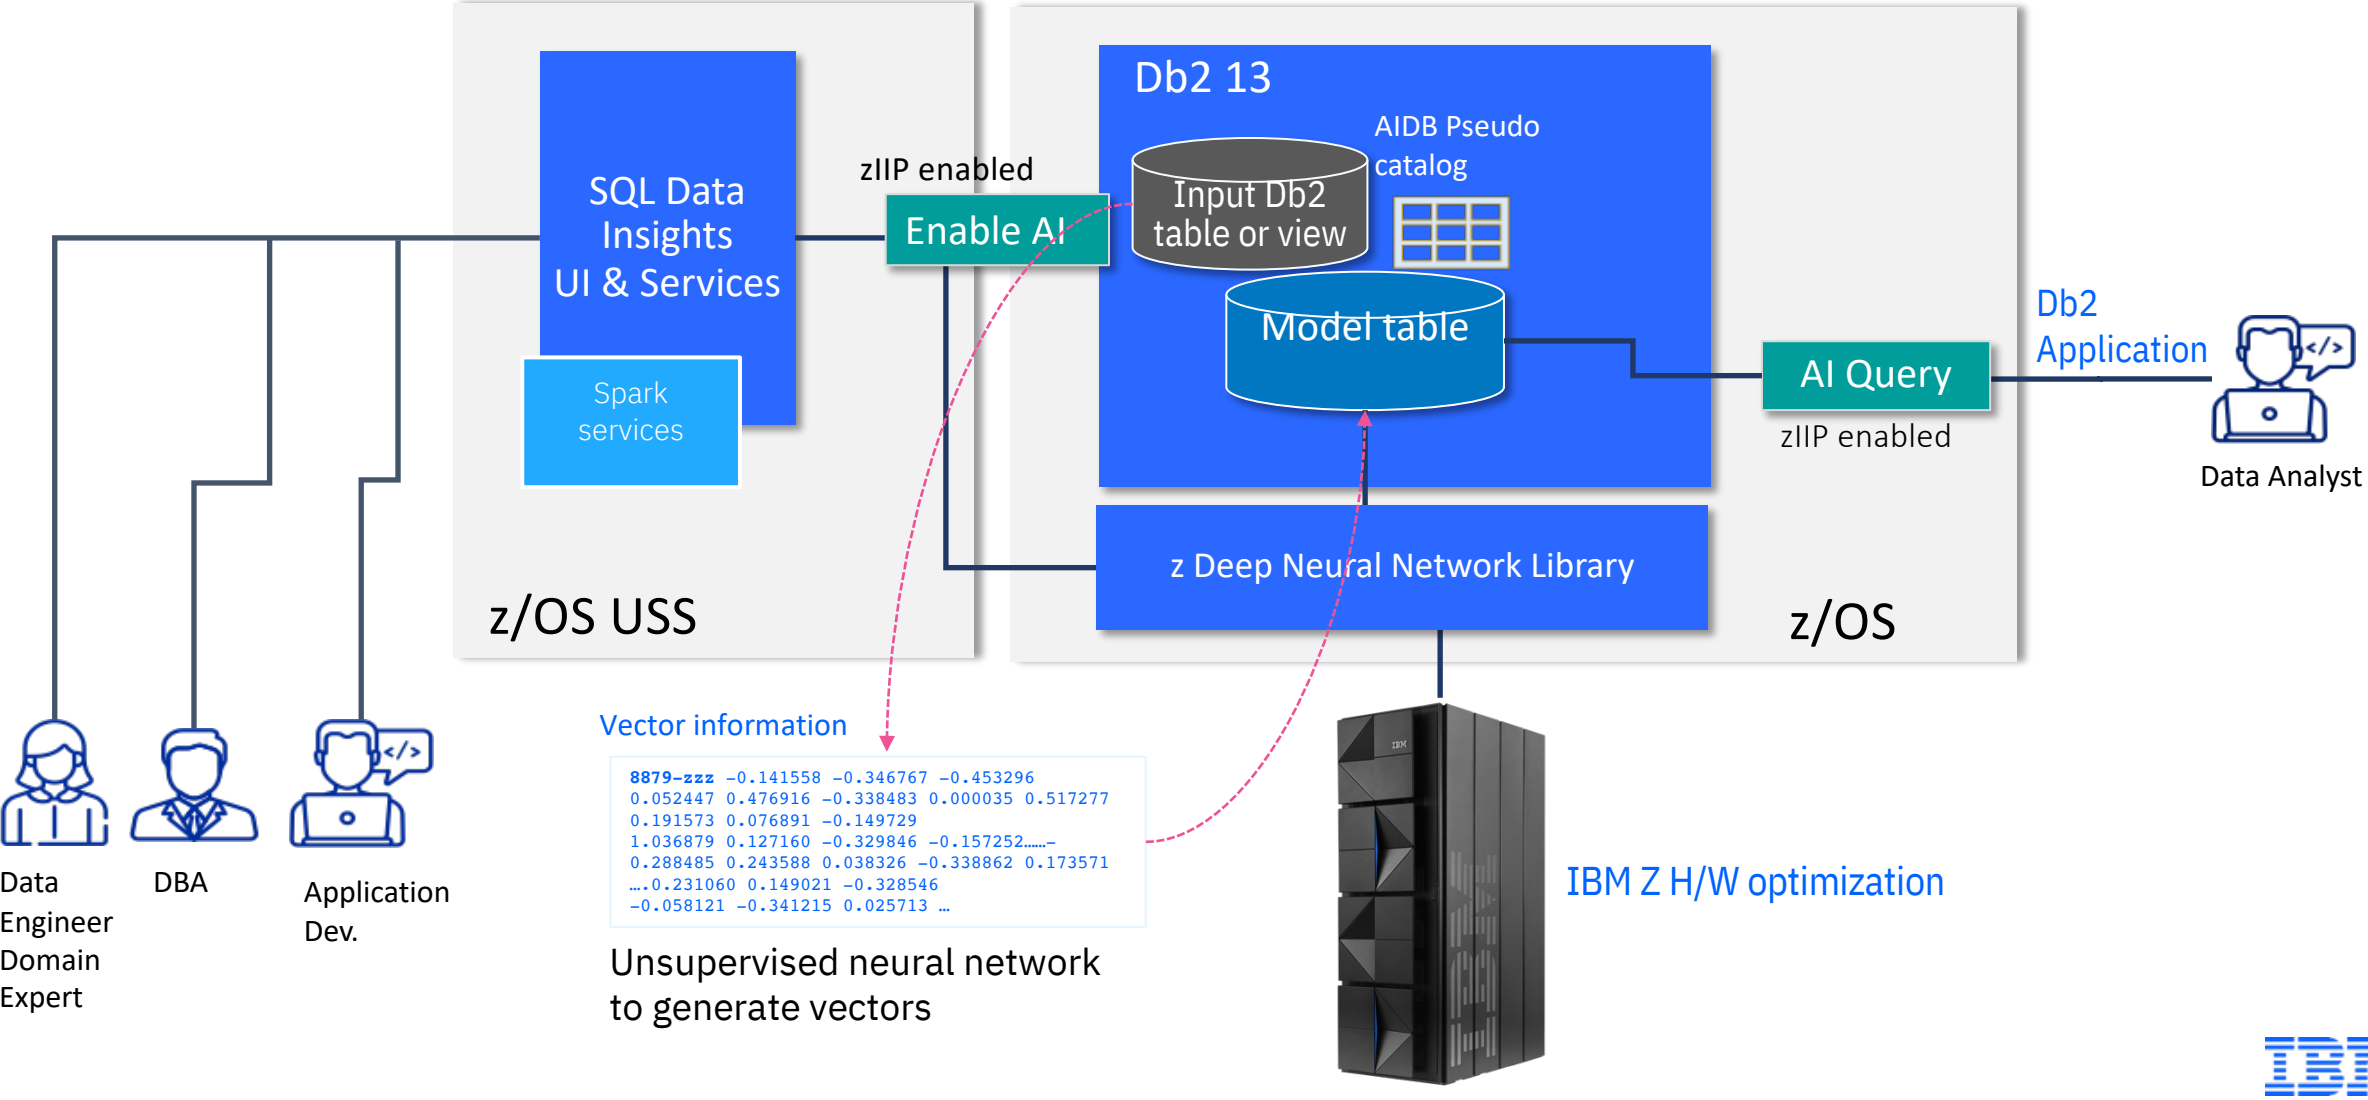 Db2 13
AIDB Pseudo
catalog
zIIP enabled
Input Db2
table or view
SQL Data
Insights
UI & Services
Enable AI
Model table
Db2
Application
</>
AI Query
zIIP enabled
Data Analyst
Spark
services
z Deep Neural Network Library
z/OS USS
z/OS
Vector information
8879-zzz -0.141558 -0.346767 -0.453296
0.052447 0.476916 -0.338483 0.000035 0.517277
0.191573 0.076891 -0.149729
1.036879 0.127160 -0.329846 -0.157252……-
0.288485 0.243588 0.038326 -0.338862 0.173571
….0.231060 0.149021 -0.328546
-0.058121 -0.341215 0.025713 …
Unsupervised neural network
to generate vectors
</>
Data
Engineer
Domain
Expert
DBA
Application
Dev.
IBM
IBM Z H/W optimization